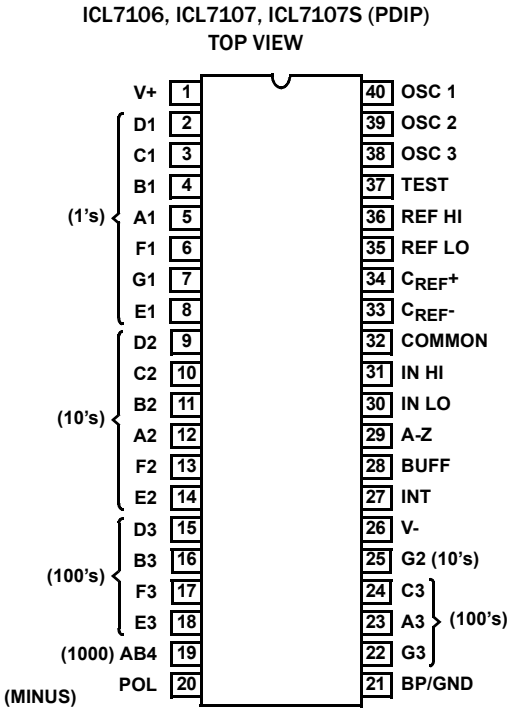 ICL7106, ICL7107, ICL7107S (PDIP)
TOP VIEW
V+ 1 40 OSC 1
D1 2 39 OSC 2
C1 3 38 OSC 3
B1 4 37 TEST
(1's) A1 5 36 REF HI
F1 6 35 REF LO
G1 7 34 CREF+
E1 8 33 CREF-
D2 9 32 COMMON
C2 10 31 IN HI
B2 11 30 IN LO
(10's) A2 12 29 A-Z
F2 13 28 BUFF
E2 14 27 INT
D3 15 26 V-
B3 16 25 G2 (10's)
(100's) F3 17 24 C3
E3 18 23 A3 (100's)
(1000) AB4 19 22 G3
POL 20 21 BP/GND
(MINUS)